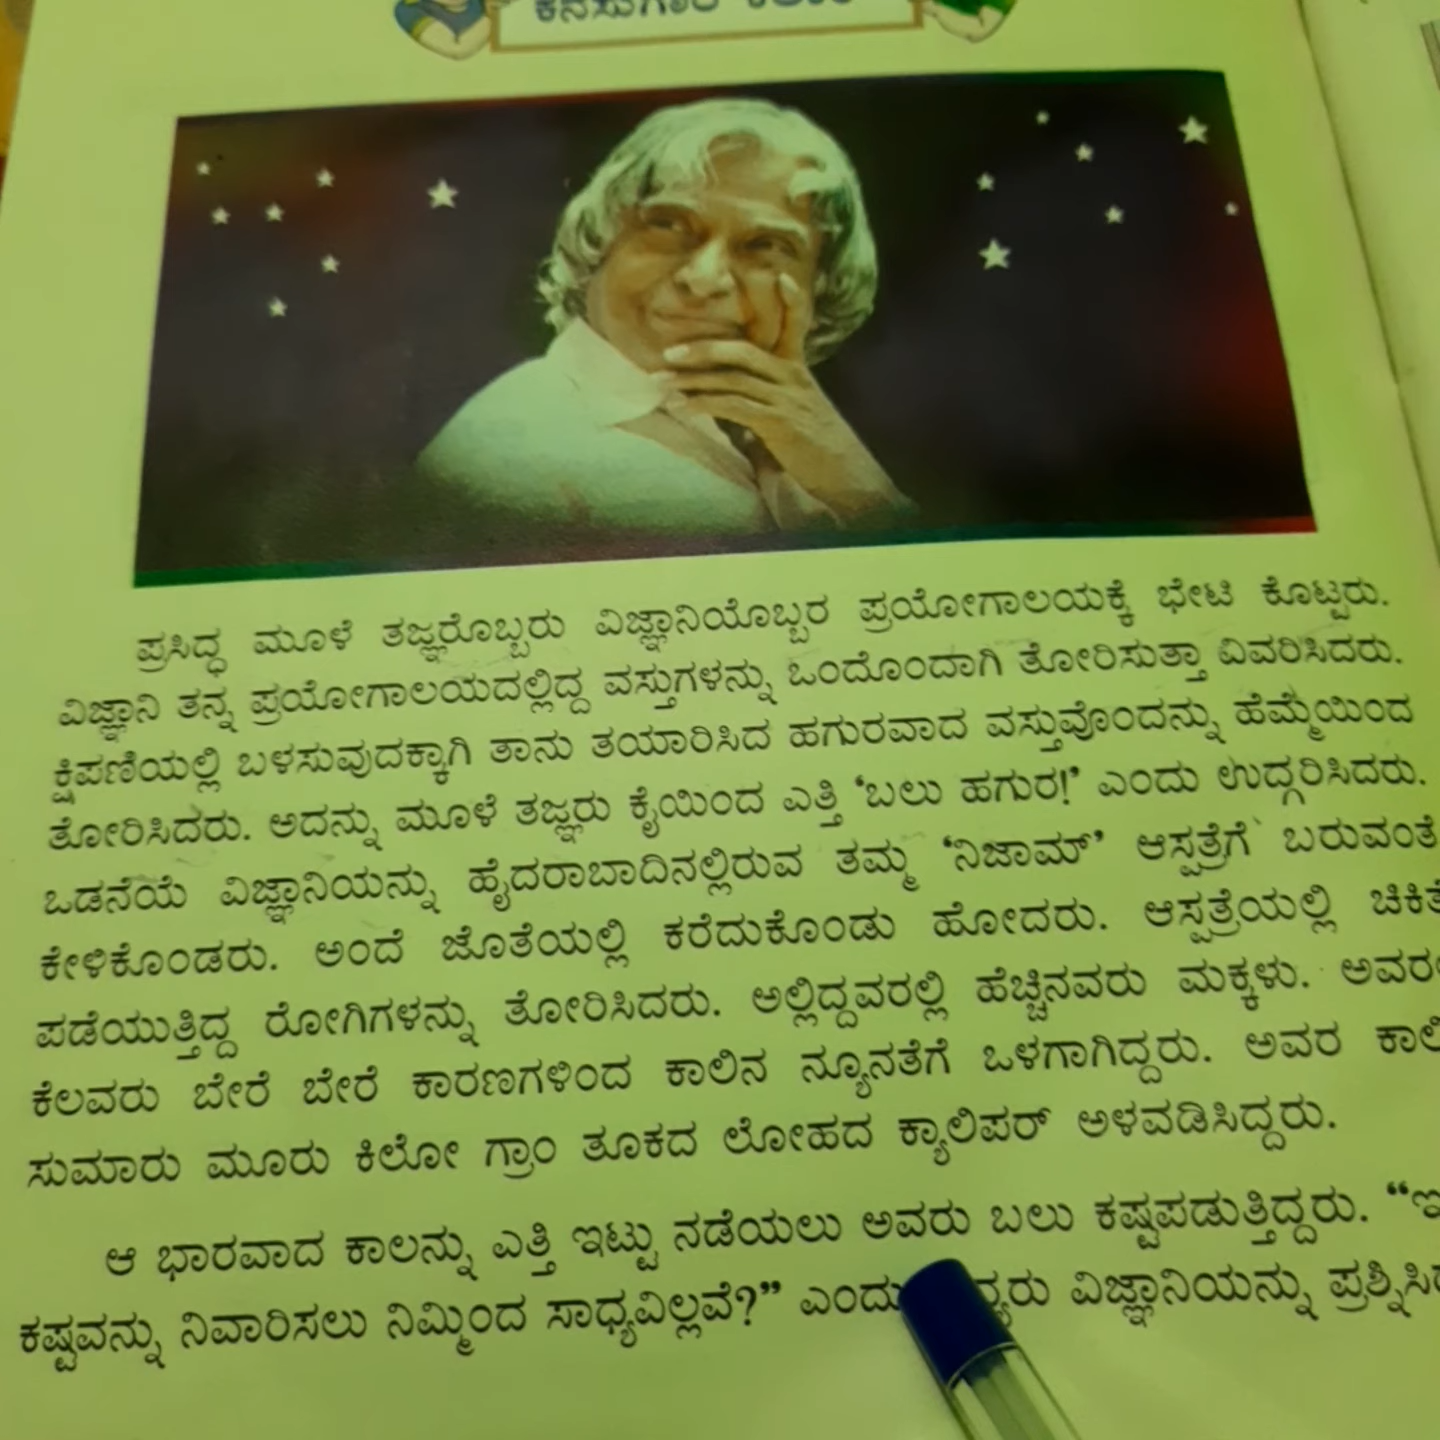 ಕನಸುಗಾರ ಕಲಾಂ
ಪ್ರಸಿದ್ಧ ಮೂಳೆ ತಜ್ಞರೊಬ್ಬರು ವಿಜ್ಞಾನಿಯೊಬ್ಬರ ಪ್ರಯೋಗಾಲಯಕ್ಕೆ ಭೇಟಿ ಕೊಟ್ಟರು.
ವಿಜ್ಞಾನಿ ತನ್ನ ಪ್ರಯೋಗಾಲಯದಲ್ಲಿದ್ದ ವಸ್ತುಗಳನ್ನು ಒಂದೊಂದಾಗಿ ತೋರಿಸುತ್ತಾ ವಿವರಿಸಿದರು.
ಕ್ಷಿಪಣಿಯಲ್ಲಿ ಬಳಸುವುದಕ್ಕಾಗಿ ತಾನು ತಯಾರಿಸಿದ ಹಗುರವಾದ ವಸ್ತುವೊಂದನ್ನು ಹೆಮ್ಮೆಯಿಂದ
ತೋರಿಸಿದರು. ಅದನ್ನು ಮೂಳೆ ತಜ್ಞರು ಕೈಯಿಂದ ಎತ್ತಿ ‘ಬಲು ಹಗುರ!’ ಎಂದು ಉದ್ಗರಿಸಿದರು.
ಒಡನೆಯೆ ವಿಜ್ಞಾನಿಯನ್ನು ಹೈದರಾಬಾದಿನಲ್ಲಿರುವ ತಮ್ಮ ‘ನಿಜಾಮ್’ ಆಸ್ಪತ್ರೆಗೆ ಬರುವಂತೆ
ಕೇಳಿಕೊಂಡರು. ಅಂದೆ ಜೊತೆಯಲ್ಲಿ ಕರೆದುಕೊಂಡು ಹೋದರು. ಆಸ್ಪತ್ರೆಯಲ್ಲಿ
ಪಡೆಯುತ್ತಿದ್ದ ರೋಗಿಗಳನ್ನು ತೋರಿಸಿದರು. ಅಲ್ಲಿದ್ದವರಲ್ಲಿ ಹೆಚ್ಚಿನವರು ಮಕ್ಕಳು.
ಕೆಲವರು ಬೇರೆ ಬೇರೆ ಕಾರಣಗಳಿಂದ ಕಾಲಿನ ನ್ಯೂನತೆಗೆ ಒಳಗಾಗಿದ್ದರು. ಅವರ
ಸುಮಾರು ಮೂರು ಕಿಲೋ ಗ್ರಾಂ ತೂಕದ ಲೋಹದ ಕ್ಯಾಲಿಪರ್ ಅಳವಡಿಸಿದ್ದರು.
ಆ ಭಾರವಾದ ಕಾಲನ್ನು ಎತ್ತಿ ಇಟ್ಟು ನಡೆಯಲು ಅವರು ಬಲು ಕಷ್ಟಪಡುತ್ತಿದ್ದರು.
ಕಷ್ಟವನ್ನು ನಿವಾರಿಸಲು ನಿಮ್ಮಿಂದ ಸಾಧ್ಯವಿಲ್ಲವೆ?” ಎಂದು ವಿಜ್ಞಾನಿಯನ್ನು